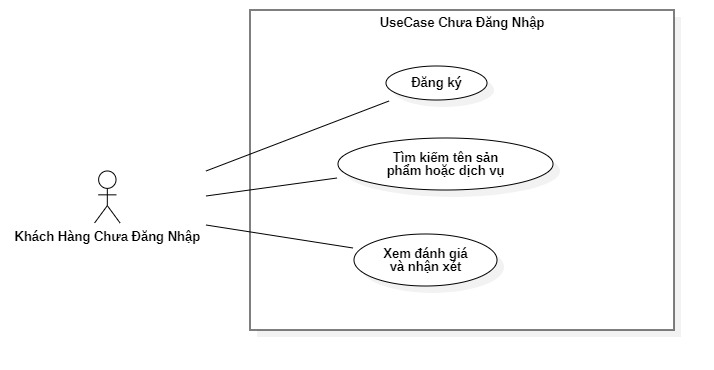 UseCase Chưa Đăng Nhập
Đăng ký
Tìm kiếm tên sản
phẩm hoặc dịch vụ
Khách Hàng Chưa Đăng Nhập
Xem đánh giá
và nhận xét